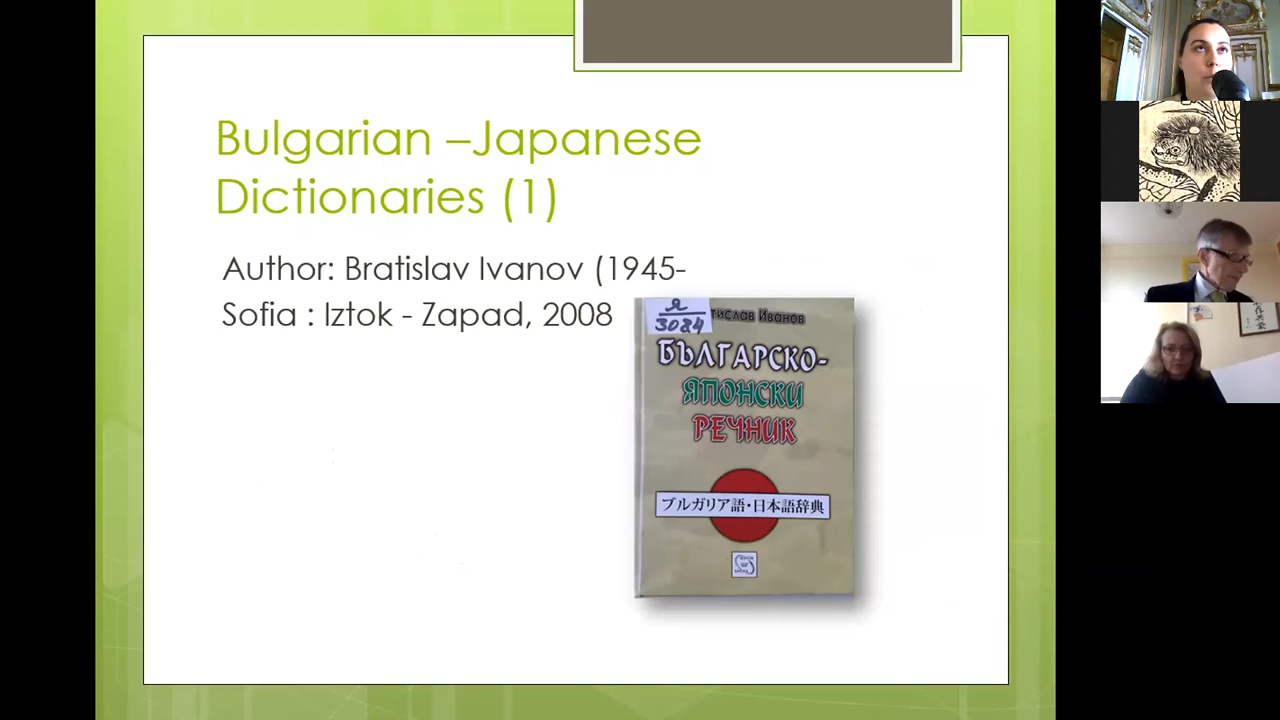 Bulgarian –Japanese
Dictionaries (1)
Author: Bratislav Ivanov (1945-
Sofia : Iztok - Zapad, 2008
Я
3084
Иванов
БЪЛГАРСКО-
ЯПОНСКИ
РЕЧНИК
ブルガリア語・日本語辞典